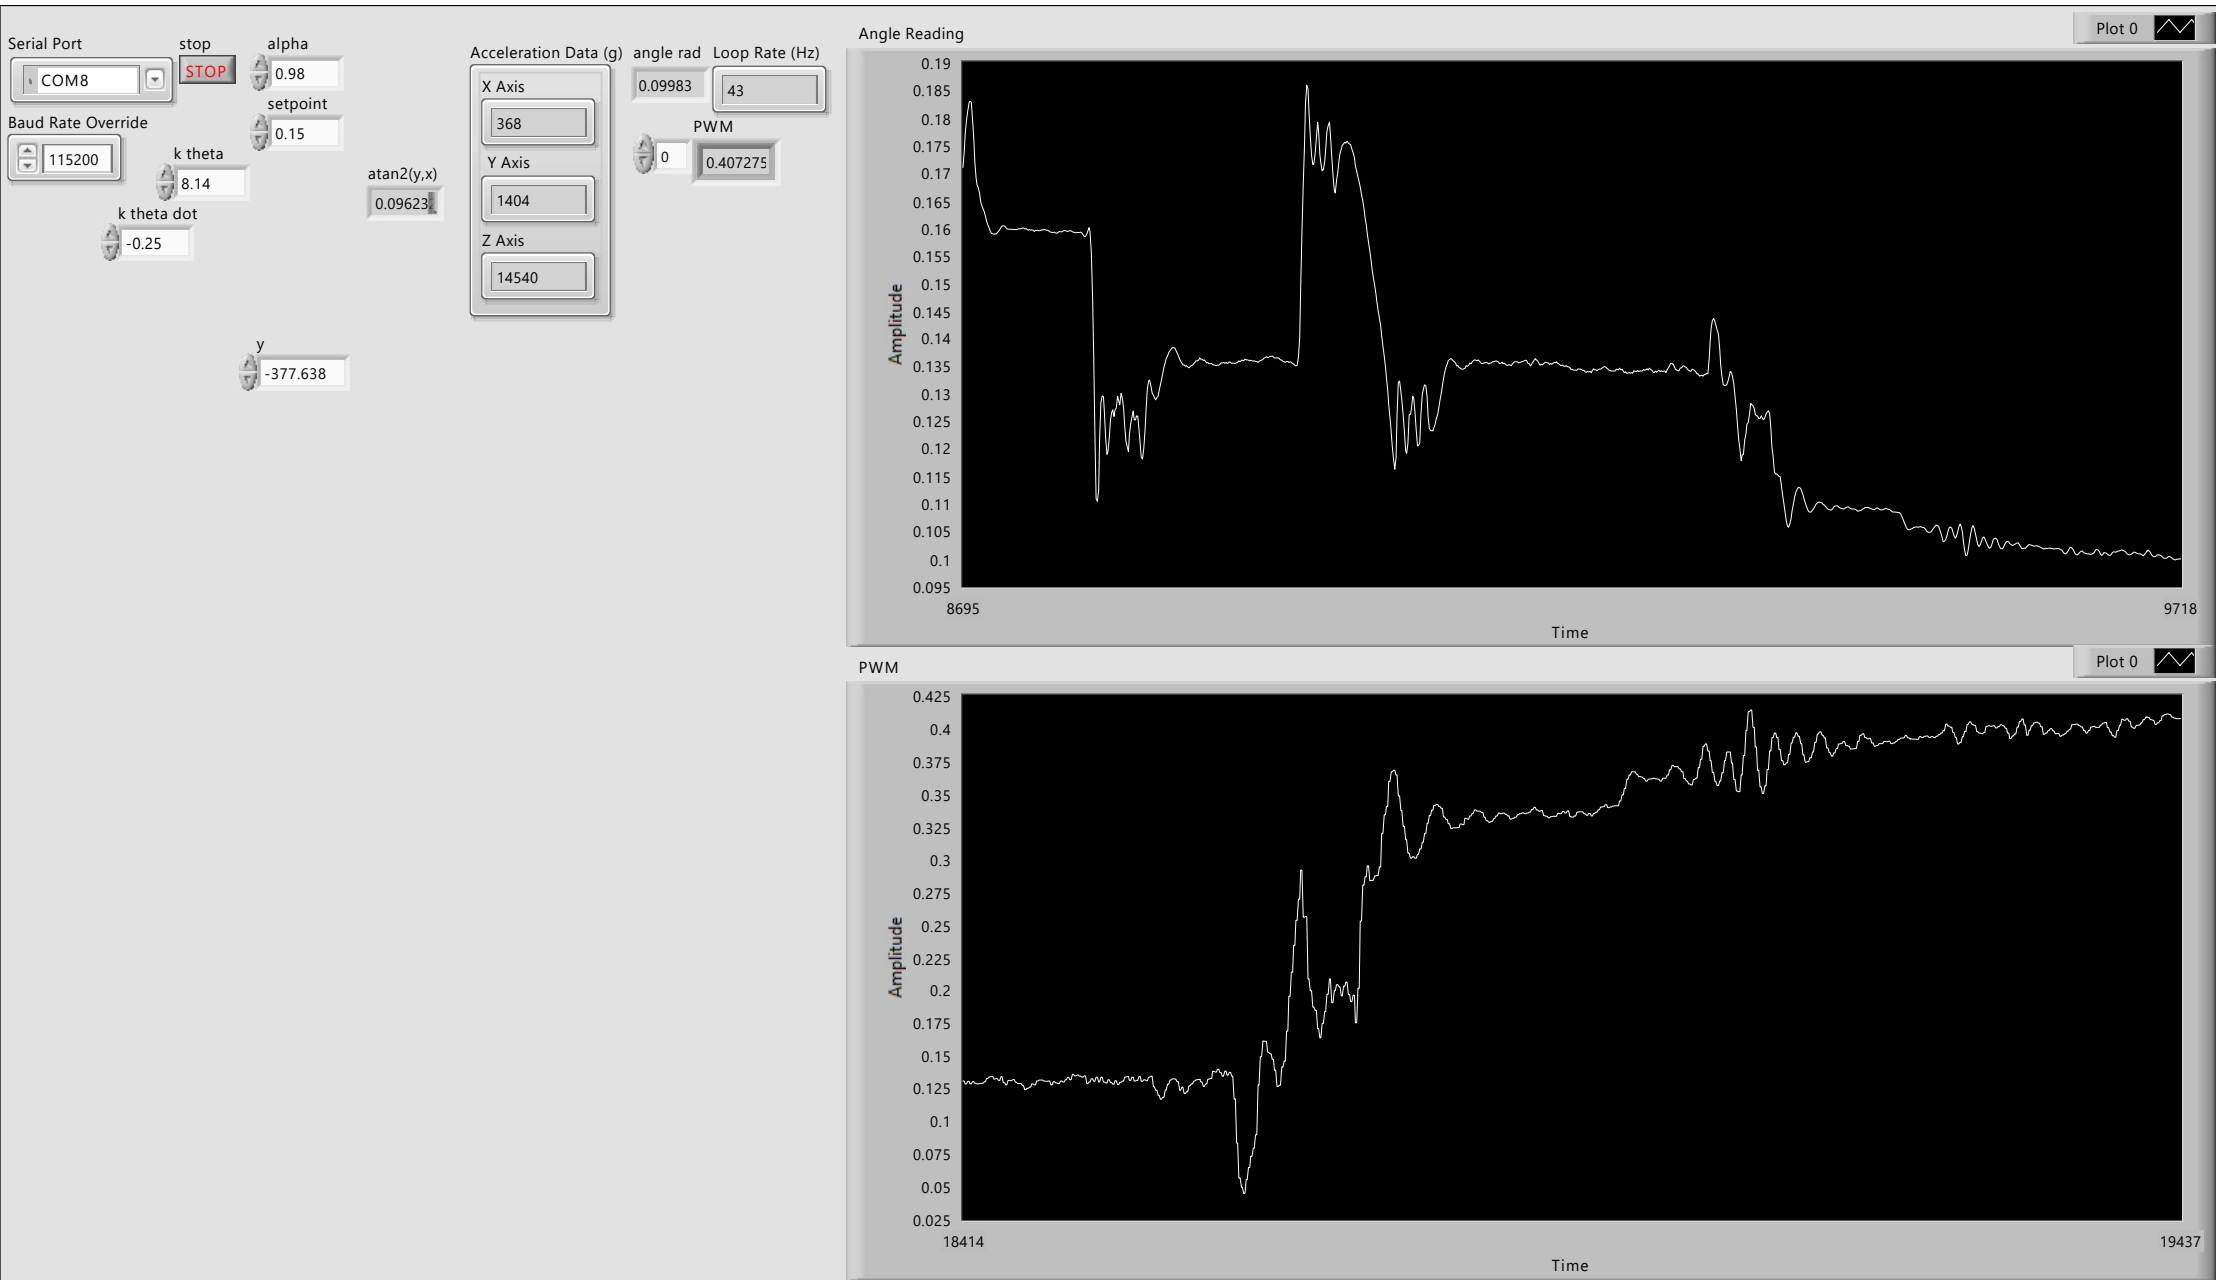 Serial Port
COM8
stop
STOP
alpha
0.98
setpoint
0.15
Baud Rate Override
115200
k theta
8.14
k theta dot
-0.25
atan2(y,x)
0.09623
y
-377.638
Acceleration Data (g)
X Axis
368
Y Axis
1404
Z Axis
14540
angle rad
0.09983
Loop Rate (Hz)
43
PWM
0
0.407275
Angle Reading
Plot 0
Amplitude
0.19
0.185
0.18
0.175
0.17
0.165
0.16
0.155
0.15
0.145
0.14
0.135
0.13
0.125
0.12
0.115
0.11
0.105
0.1
0.095
8695
9718
Time
PWM
Plot 0
Amplitude
0.425
0.4
0.375
0.35
0.325
0.3
0.275
0.25
0.225
0.2
0.175
0.15
0.125
0.1
0.075
0.05
0.025
18414
19437
Time